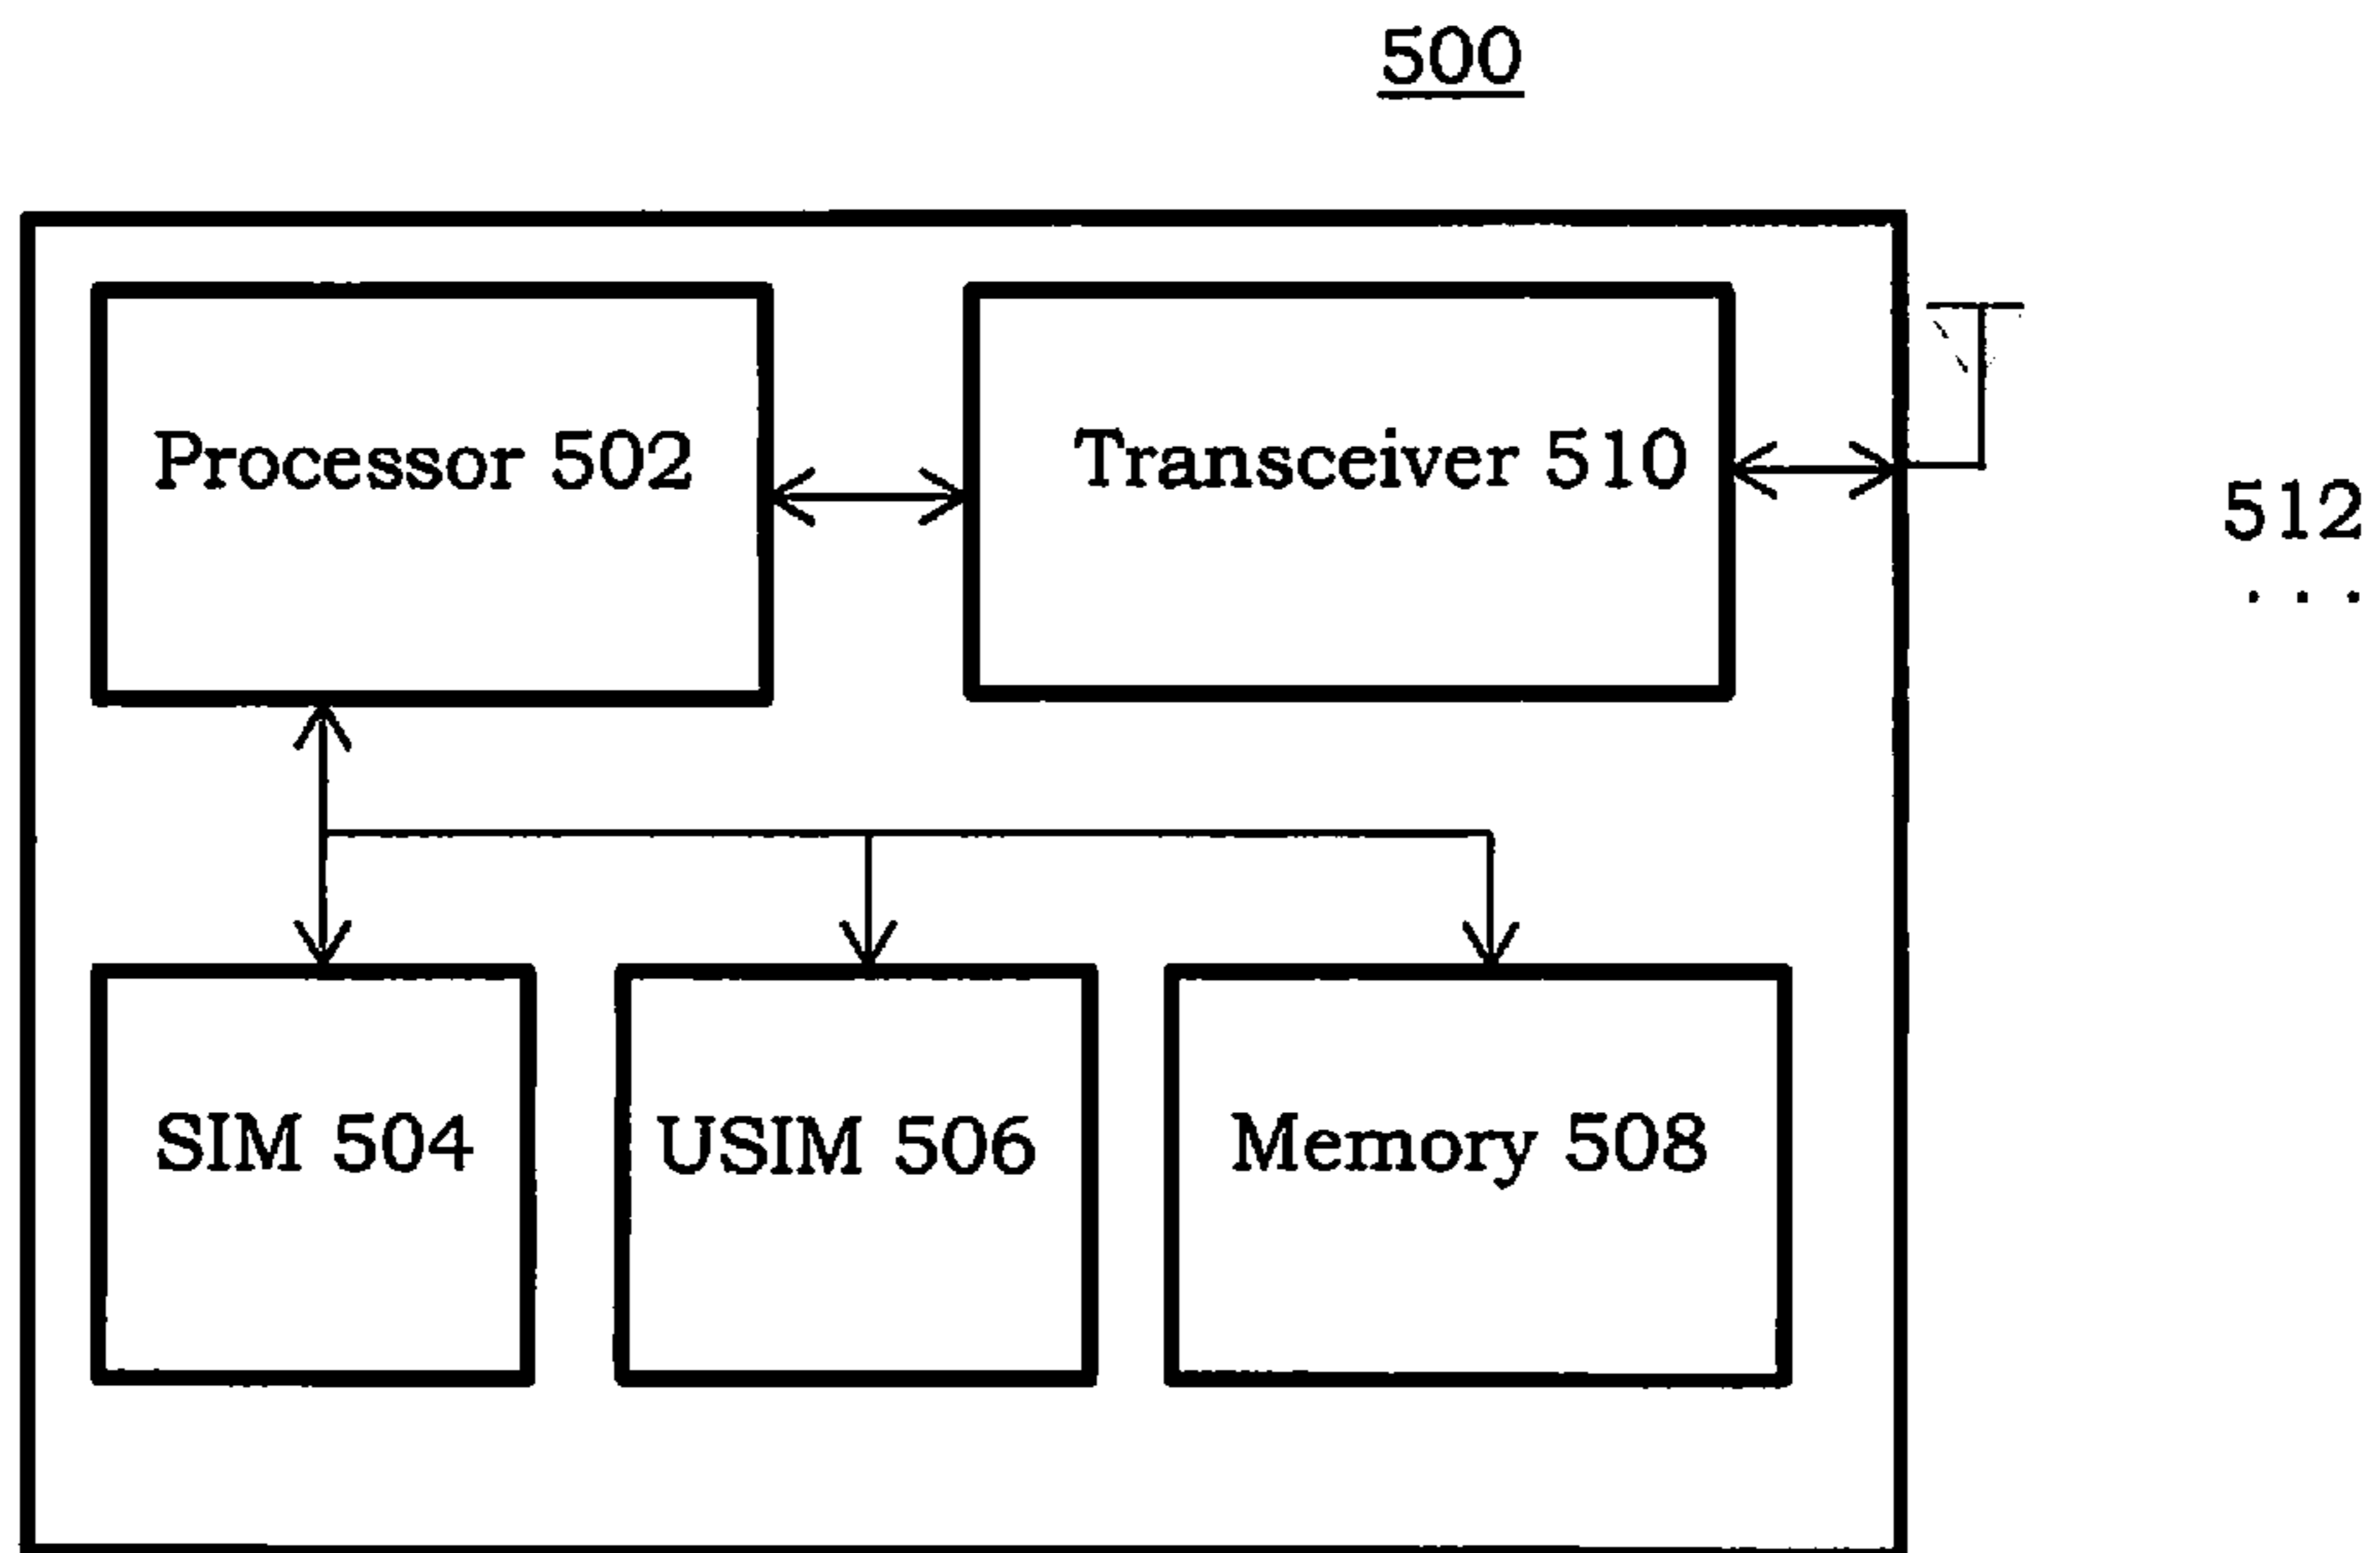 500
Processor 502
Transceiver 510
512
. . .
SIM 504
USIM 506
Memory 508